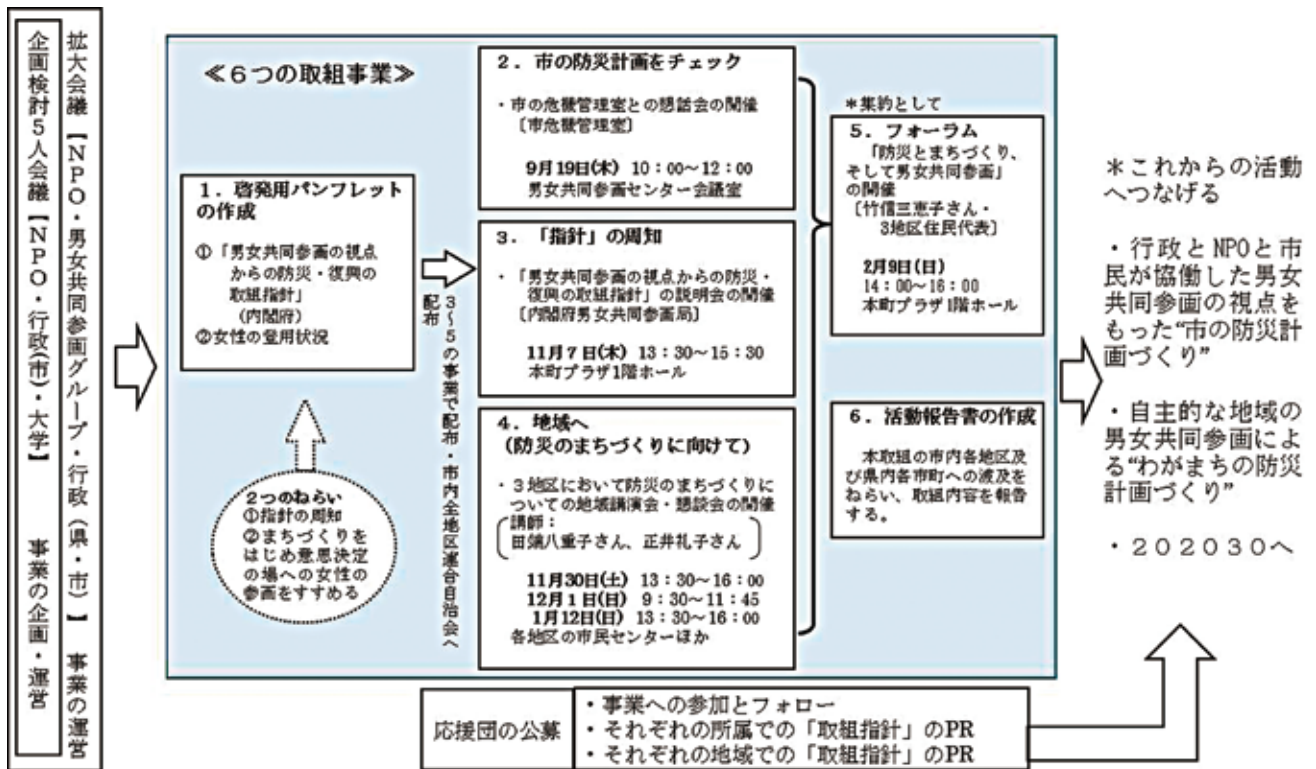 拡大会議【NPO・男女共同参画グループ・行政（県・市）】　事業の運営
企画検討5人会議【NPO・行政(市)・大学】　事業の企画・運営
≪6つの取組事業≫
1．啓発用パンフレット
の作成
①「男女共同参画の視点
からの防災・復興の
取組指針」
(内閣府)
②女性の登用状況
2つのねらい
①指針の周知
②まちづくりを
はじめ意思決定
の場への女性の
参画をすすめる
3～5の事業で配布・市内全地区連合自治会へ
配布
2．市の防災計画をチェック
・市の危機管理室との懇話会の開催
〔市危機管理室〕
9月19日(木) 10：00～12：00
男女共同参画センター会議室
3．「指針」の周知
・「男女共同参画の視点からの防災・
復興の取組指針」の説明会の開催
〔内閣府男女共同参画局〕
11月7日(木) 13：30～15：30
本町プラザ1階ホール
4．地域へ
（防災のまちづくりに向けて）
・3地区において防災のまちづくりに
ついての地域講演会・懇談会の開催
講師：
田端八重子さん、正井礼子さん
11月30日(土) 13：30～16：00
12月1日(日) 9：30～11：45
1月12日(日) 13：30～16：00
各地区の市民センターほか
＊集約として
5．フォーラム
「防災とまちづくり、
そして男女共同参画」
の開催
〔竹信三恵子さん・
3地区住民代表〕
2月9日(日)
14：00～16：00
本町プラザ1階ホール
6．活動報告書の作成
本取組の市内各地区及
び県内各市町への波及を
ねらい、取組内容を報告
する。
＊これからの活動
へつなげる
・行政とNPOと市
民が協働した男女
共同参画の視点を
もった“市の防災計
画づくり”
・自主的な地域の
男女共同参画によ
る“わがまちの防災
計画づくり”
・202030へ
応援団の公募
・事業への参加とフォロー
・それぞれの所属での「取組指針」のPR
・それぞれの地域での「取組指針」のPR